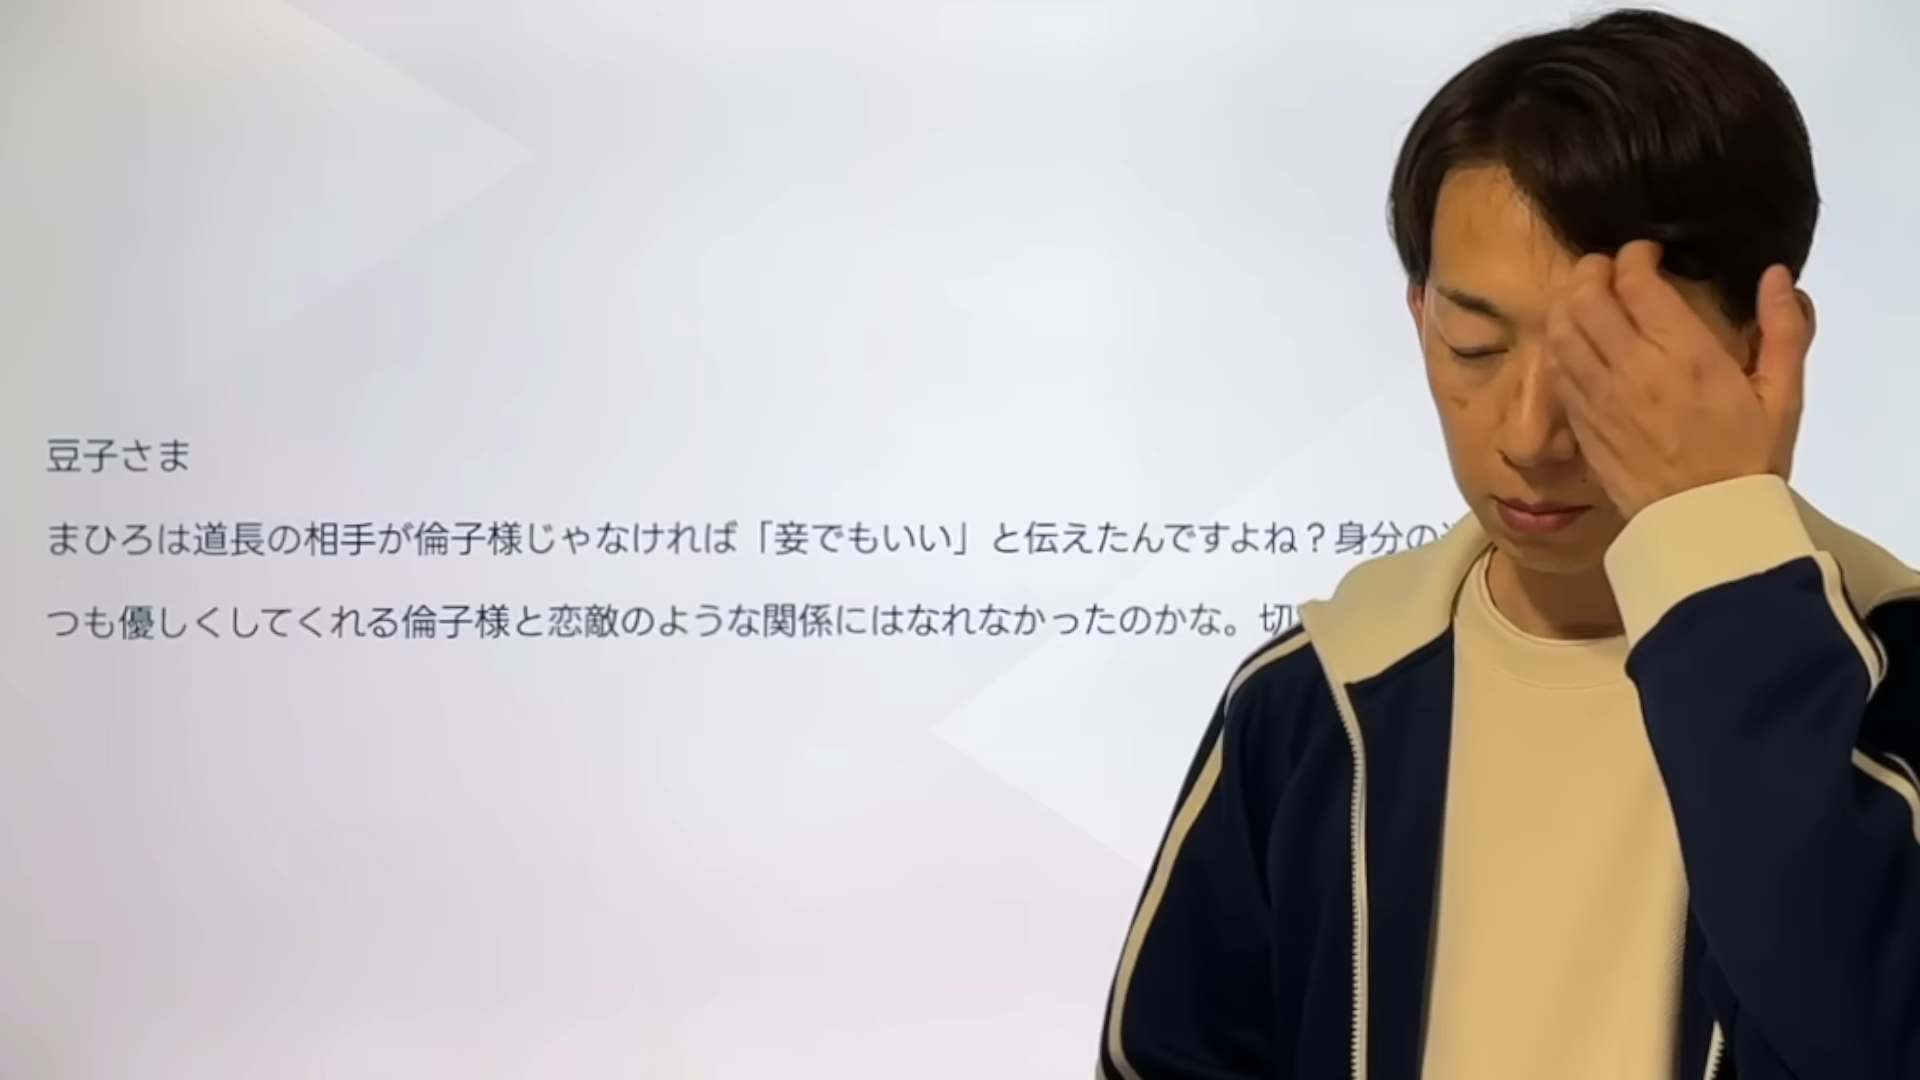 豆子さま
まひろは道長の相手が倫子様じゃなければ「妾でもいい」と伝えたんですよね？身分の
つも優しくしてくれる倫子様と恋敵のような関係にはなれなかったのかな。切